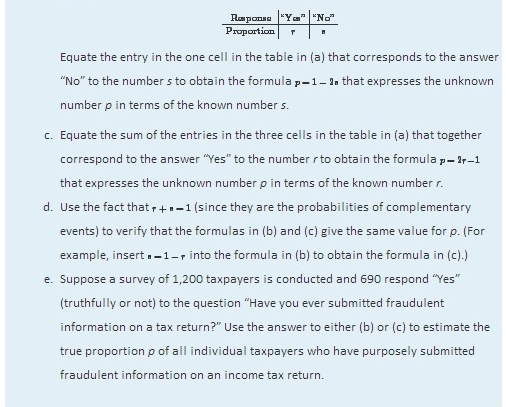 Response "Yes" "No"
Proportion r s
Equate the entry in the one cell in the table in (a) that corresponds to the answer
"No" to the number s to obtain the formula p=1-2s that expresses the unknown
number p in terms of the known number s.
c. Equate the sum of the entries in the three cells in the table in (a) that together
correspond to the answer "Yes" to the number r to obtain the formula p=2r-1
that expresses the unknown number p in terms of the known number r.
d. Use the fact that r+s=1 (since they are the probabilities of complementary
events) to verify that the formulas in (b) and (c) give the same value for p. (For
example, insert s=1-r into the formula in (b) to obtain the formula in (c).)
e. Suppose a survey of 1,200 taxpayers is conducted and 690 respond "Yes"
(truthfully or not) to the question "Have you ever submitted fraudulent
information on a tax return?" Use the answer to either (b) or (c) to estimate the
true proportion p of all individual taxpayers who have purposely submitted
fraudulent information on an income tax return.